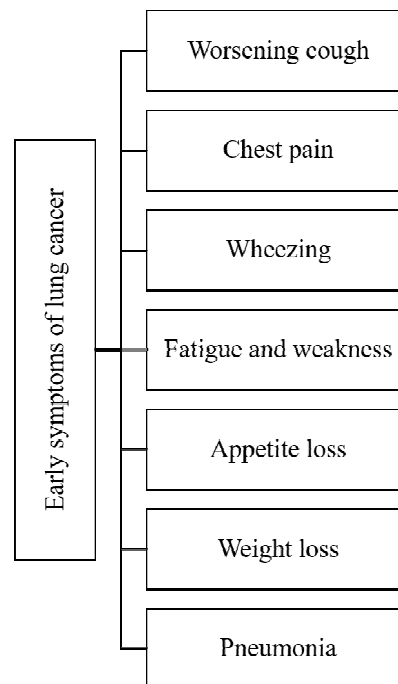 Early symptoms of lung cancer
Worsening cough
Chest pain
Wheezing
Fatigue and weakness
Appetite loss
Weight loss
Pneumonia